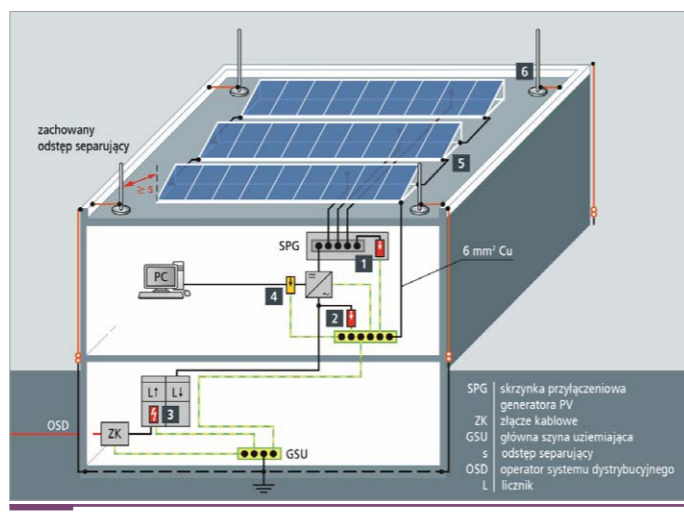 6
zachowany
odstęp separujący
≥ s
5
SPG
1
6 mm² Cu
PC
4
2
L↑ L↓
3
OSD
ZK
GSU
SPG skrzynka przyłączeniowa
generatora PV
ZK złącze kablowe
GSU główna szyna uziemiająca
s odstęp separujący
OSD operator systemu dystrybucyjnego
L licznik